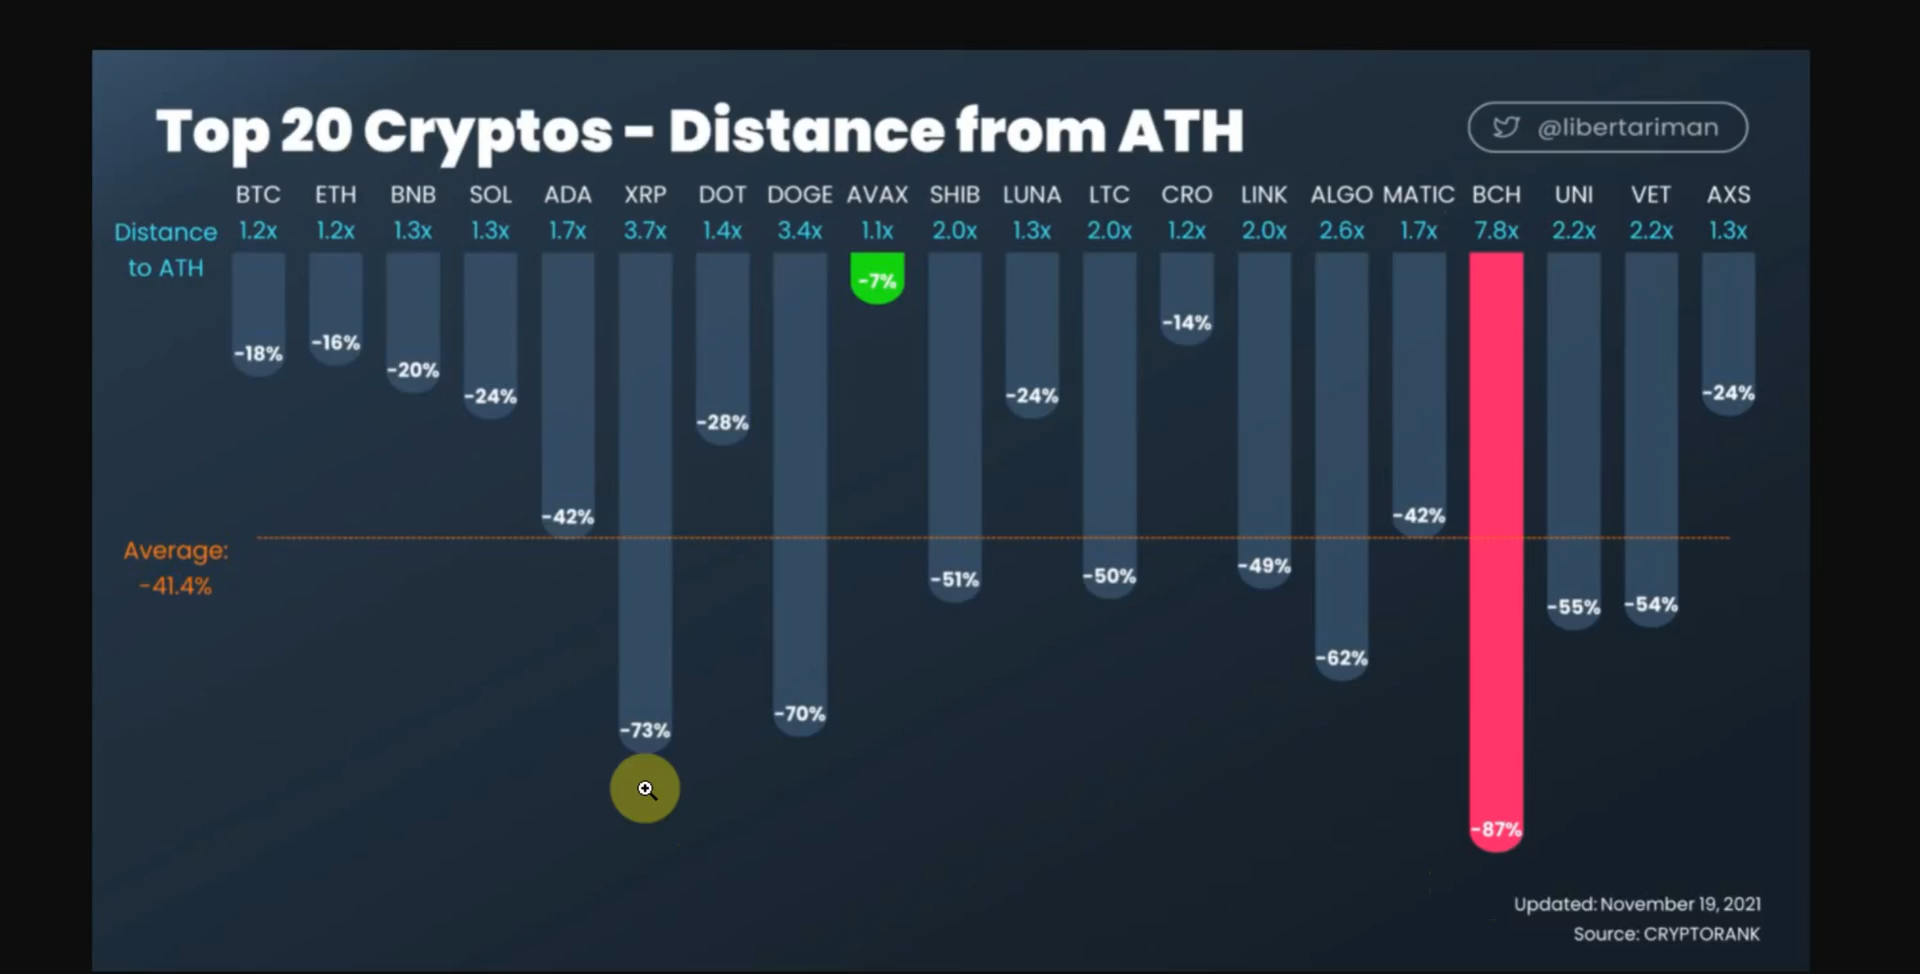 Top 20 Cryptos - Distance from ATH
@libertariman
BTC ETH BNB SOL ADA XRP DOT DOGE AVAX SHIB LUNA LTC CRO LINK ALGO MATIC BCH UNI VET AXS
Distance to ATH
1.2x 1.2x 1.3x 1.3x 1.7x 3.7x 1.4x 3.4x 1.1x 2.0x 1.3x 2.0x 1.2x 2.0x 2.6x 1.7x 7.8x 2.2x 2.2x 1.3x
-18% -16% -20% -24% -42% -73% -28% -70% -7% -51% -24% -50% -14% -49% -62% -42% -87% -55% -54% -24%
Average:
-41.4%
Updated: November 19, 2021
Source: CRYPTORANK